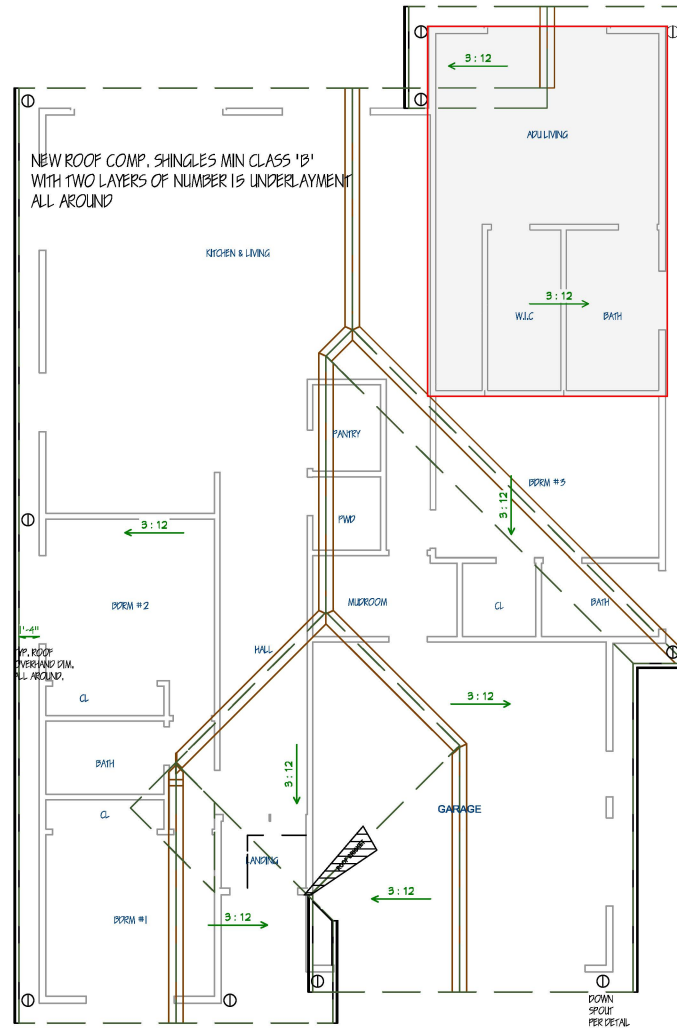 3 : 12
ADU LIVING
NEW ROOF COMP. SHINGLES MIN CLASS 'B'
WITH TWO LAYERS OF NUMBER 15 UNDERLAYMENT
ALL AROUND
KITCHEN & LIVING
3 : 12
W.I.C
BATH
PANTRY
BDRM #3
3 : 12
PWD
3 : 12
BDRM #2
MUDROOM
CL
BATH
1'-4"
TYP. ROOF
OVERHAND DIM.
ALL AROUND.
HALL
CL
3 : 12
BATH
3 : 12
CL
GARAGE
LANDING
3 : 12
BDRM #1
3 : 12
DOWN
SPOUT
PER DETAIL